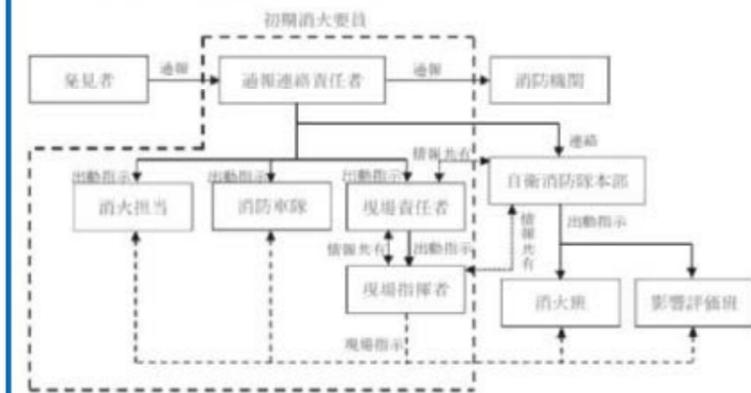 初期消火要員
発見者
通報
通報連絡責任者
通報
消防機関
連絡
情報共有
出動指示
出動指示
出動指示
自衛消防隊本部
消火担当
消防車隊
現場責任者
情報共有
出動指示
情報共有
出動指示
現場指揮者
消火班
影響評価班
現場指示